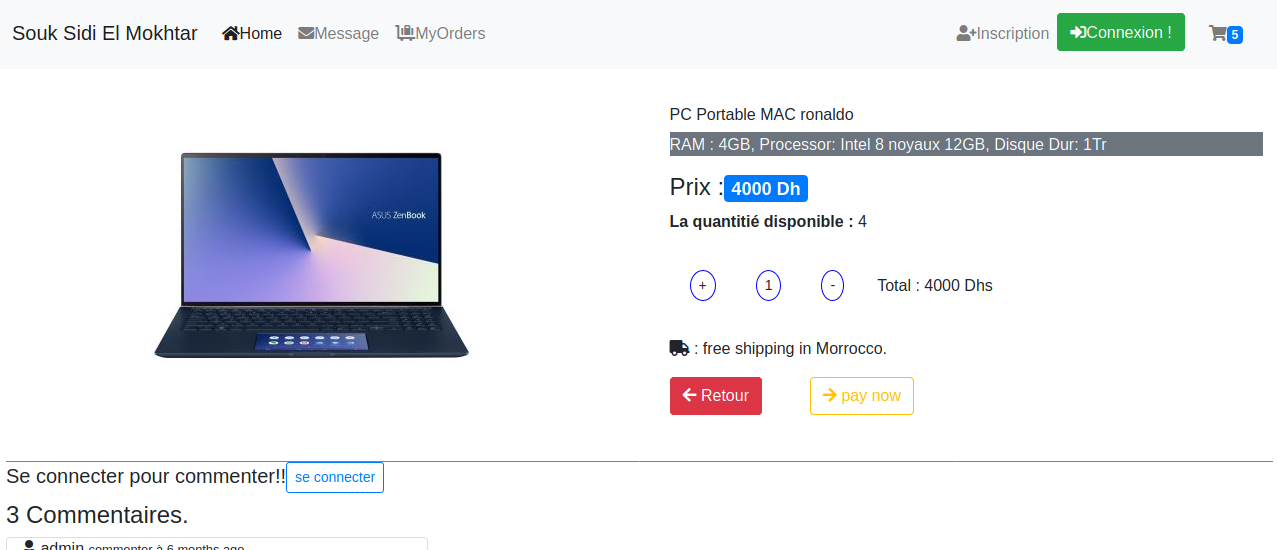 Souk Sidi El Mokhtar Home Message MyOrders Inscription Connexion ! 5
PC Portable MAC ronaldo
RAM : 4GB, Processor: Intel 8 noyaux 12GB, Disque Dur: 1Tr
ASUS ZenBook
Prix : 4000 Dh
La quantitié disponible : 4
+ 1 - Total : 4000 Dhs
: free shipping in Morrocco.
Retour pay now
Se connecter pour commenter!! se connecter
3 Commentaires.
admin commenter à 6 months ago